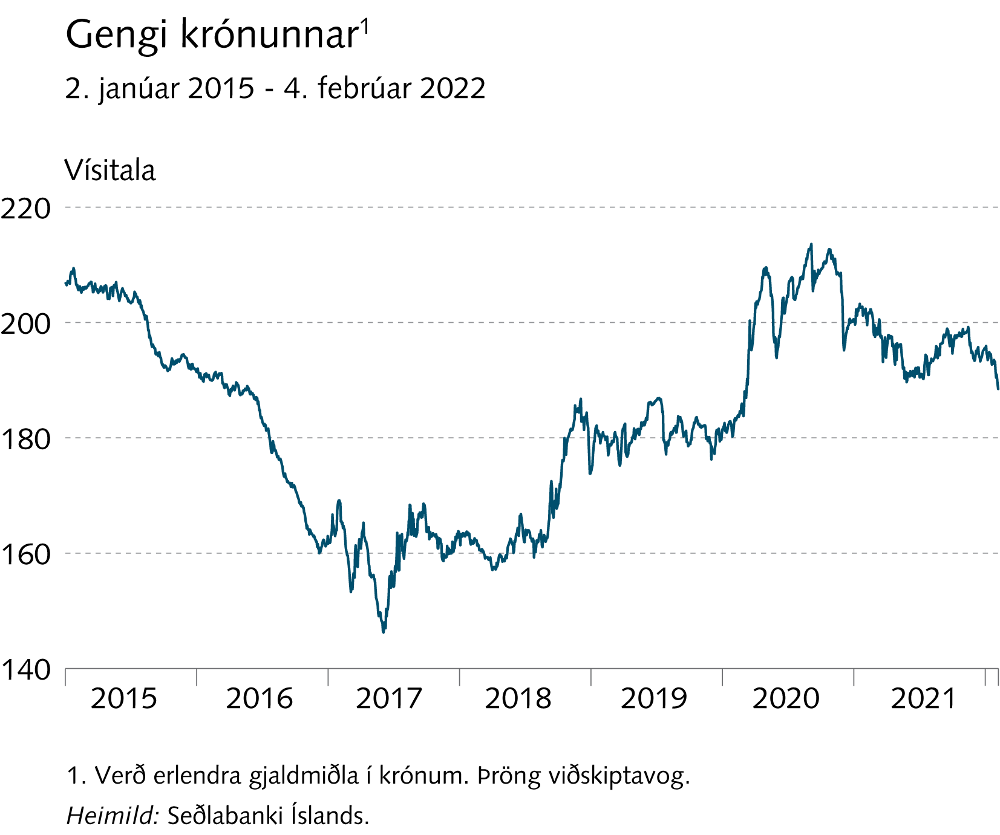 Gengi krónunnar¹
2. janúar 2015 - 4. febrúar 2022
Vísitala
220
200
180
160
140
2015 2016 2017 2018 2019 2020 2021
1. Verð erlendra gjaldmiðla í krónum. Þröng viðskiptavog.
Heimild: Seðlabanki Íslands.